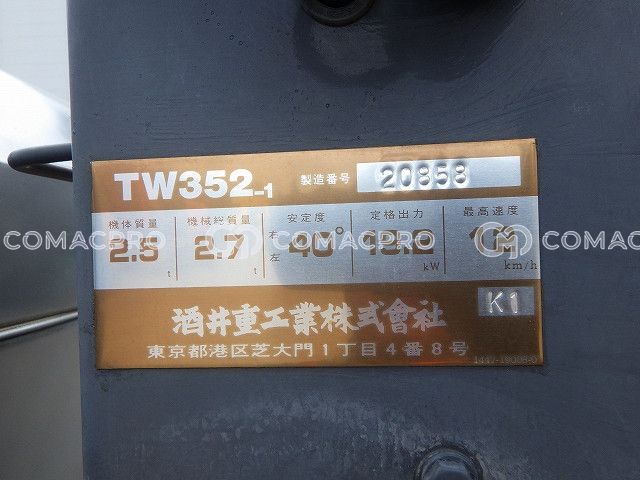 TW352-1 製造番号 20858
機体質量 機械総質量 安定度 定格出力 最高速度
2.5 t 2.7 t 右左 40° kW km/h
COMACPRO COMACPRO COMACPRO
K1
酒井重工業株式會社
東京都港区芝大門1丁目4番8号